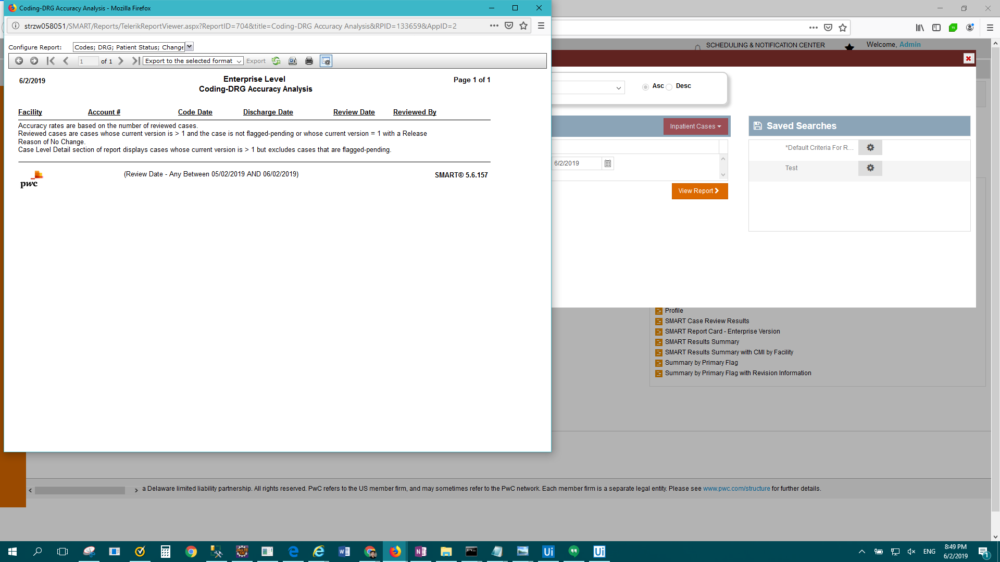 Coding-DRG Accuracy Analysis - Mozilla Firefox
strzw058051/SMART/Reports/TelerikReportViewer.aspx?ReportID=704&title=Coding-DRG Accuracy Analysis&RPID=133659&AppID=2
Configure Report:
Codes; DRG; Patient Status; Change
1 of 1
Export to the selected format
Export
6/2/2019
Enterprise Level
Page 1 of 1
Coding-DRG Accuracy Analysis
Facility Account # Code Date Discharge Date Review Date Reviewed By
Accuracy rates are based on the number of reviewed cases.
Reviewed cases are cases whose current version is > 1 and the case is not flagged-pending or whose current version = 1 with a Release
Reason of No Change.
Case Level Detail section of report displays cases whose current version is > 1 but excludes cases that are flagged-pending.
pwc
(Review Date - Any Between 05/02/2019 AND 06/02/2019)
SMART® 5.6.157
SCHEDULING & NOTIFICATION CENTER
Welcome, Admin
Asc Desc
Inpatient Cases
6/2/2019
View Report
Saved Searches
*Default Criteria For R...
Test
Profile
SMART Case Review Results
SMART Report Card - Enterprise Version
SMART Results Summary
SMART Results Summary with CMI by Facility
Summary by Primary Flag
Summary by Primary Flag with Revision Information
a Delaware limited liability partnership. All rights reserved. PwC refers to the US member firm, and may sometimes refer to the PwC network. Each member firm is a separate legal entity. Please see www.pwc.com/structure for further details.
ENG
8:49 PM
6/2/2019
1